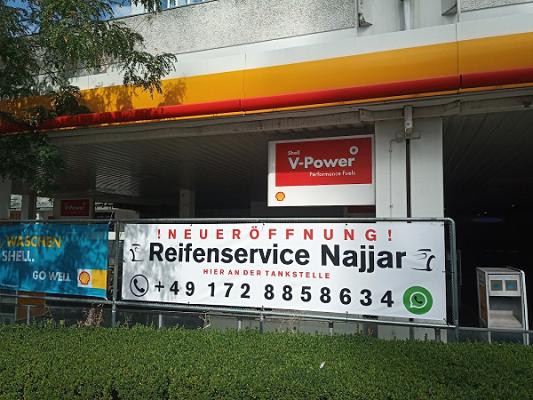 Shell
V-Power
Performance Fuels
WASCHEN
SHELL.
GO WELL
!NEUERÖFFNUNG!
Reifenservice Najjar
HIER AN DER TANKSTELLE
+49 172 8858634